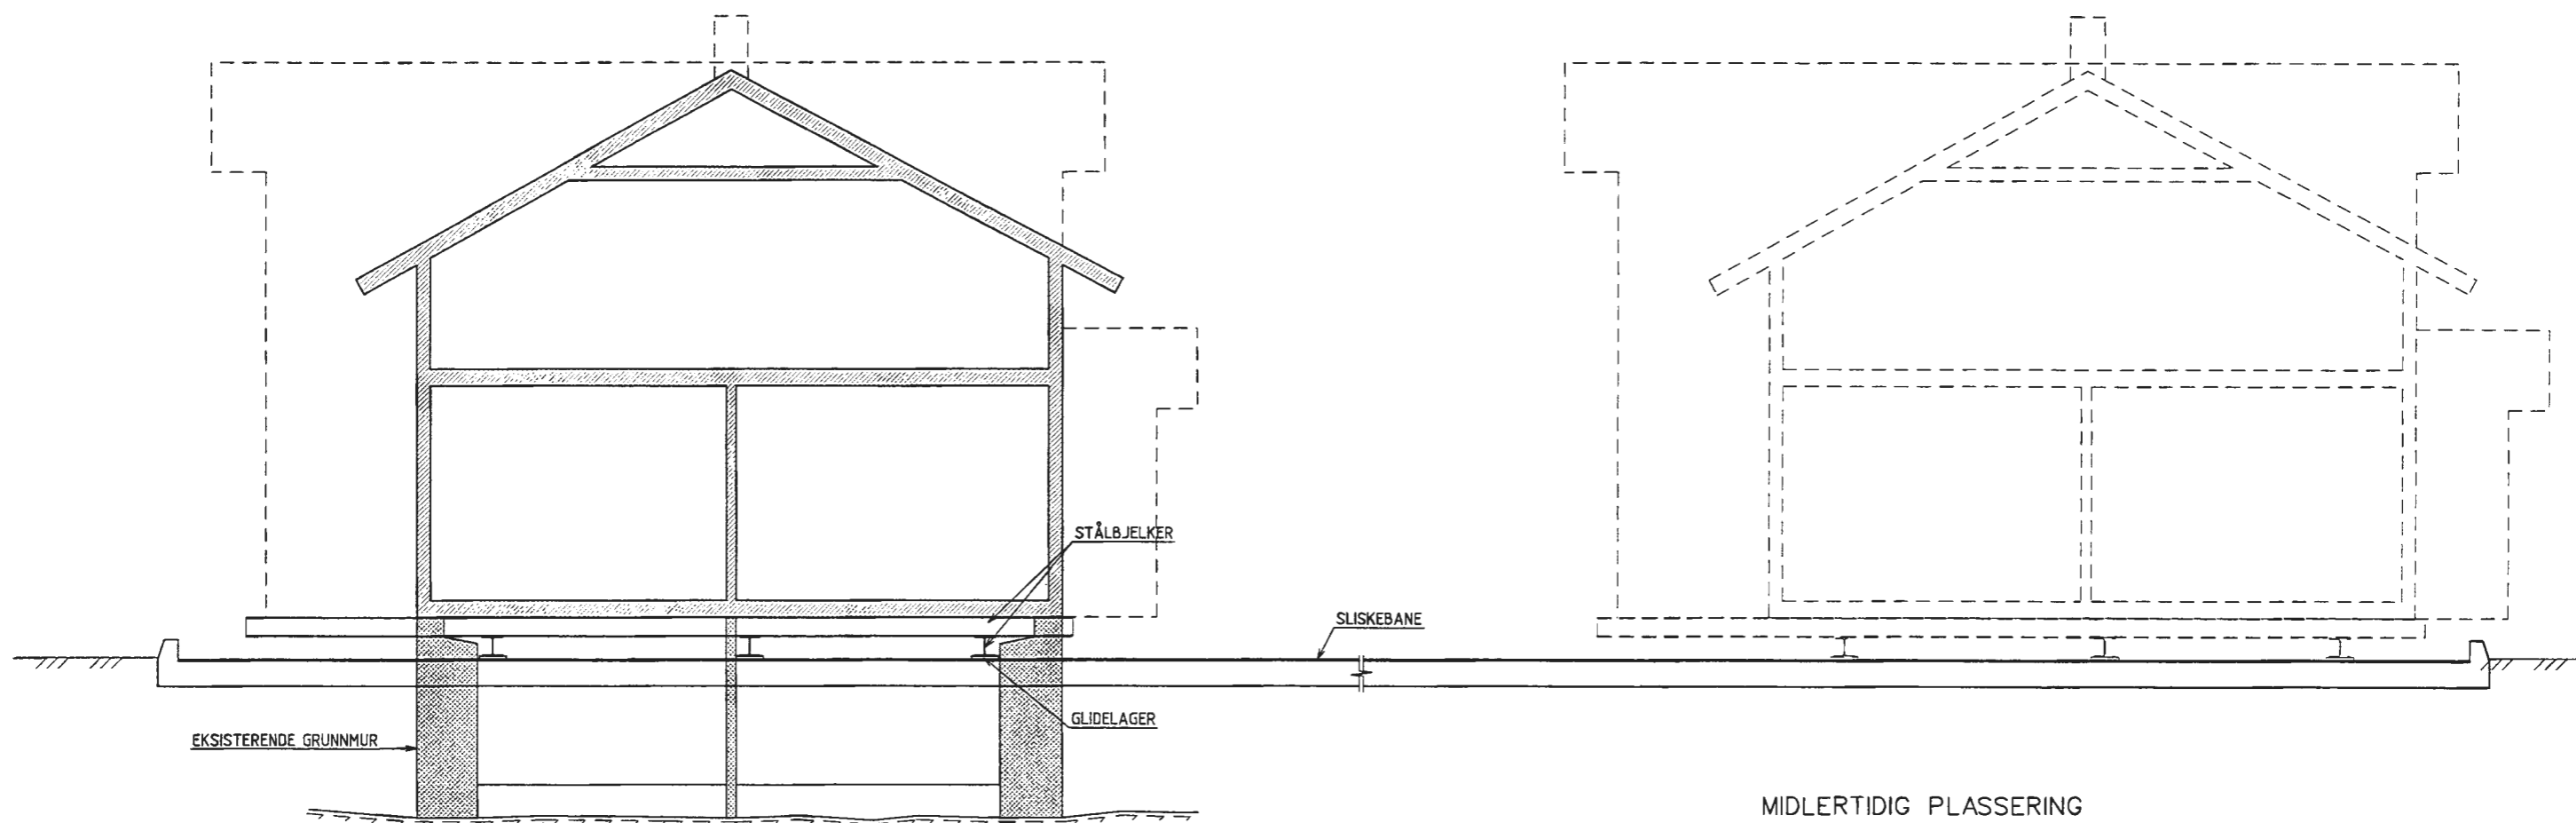 STÅLBJELKER
SLISKEBANE
GLIDELAGER
EKSISTERENDE GRUNNMUR
MIDLERTIDIG PLASSERING